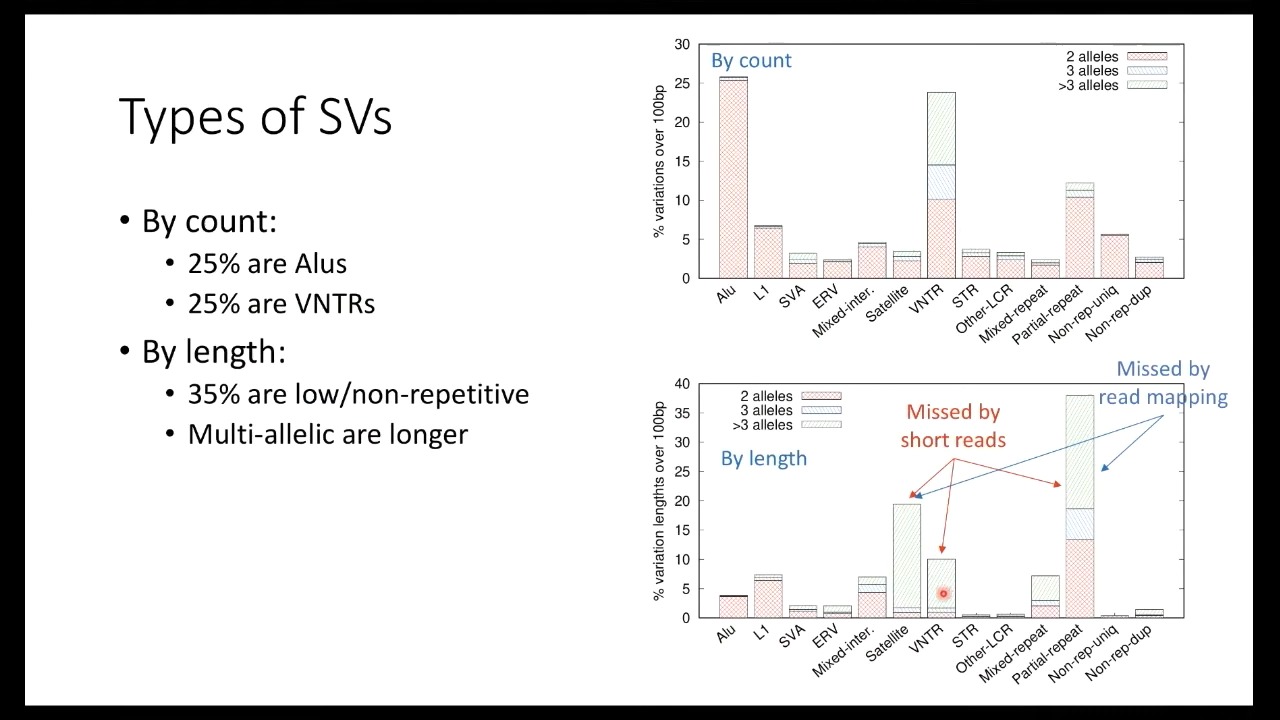 Types of SVs
• By count:
• 25% are Alus
• 25% are VNTRs
• By length:
• 35% are low/non-repetitive
• Multi-allelic are longer
By count
2 alleles
3 alleles
>3 alleles
% variations over 100bp
30
25
20
15
10
5
0
Alu
L1
SVA
ERV
Mixed-inter.
Satellite
VNTR
STR
Other-LCR
Mixed-repeat
Partial-repeat
Non-rep-uniq
Non-rep-dup
Missed by
read mapping
2 alleles
3 alleles
>3 alleles
Missed by
short reads
By length
% variation lengthts over 100bp
40
35
30
25
20
15
10
5
0
Alu
L1
SVA
ERV
Mixed-inter.
Satellite
VNTR
STR
Other-LCR
Mixed-repeat
Partial-repeat
Non-rep-uniq
Non-rep-dup